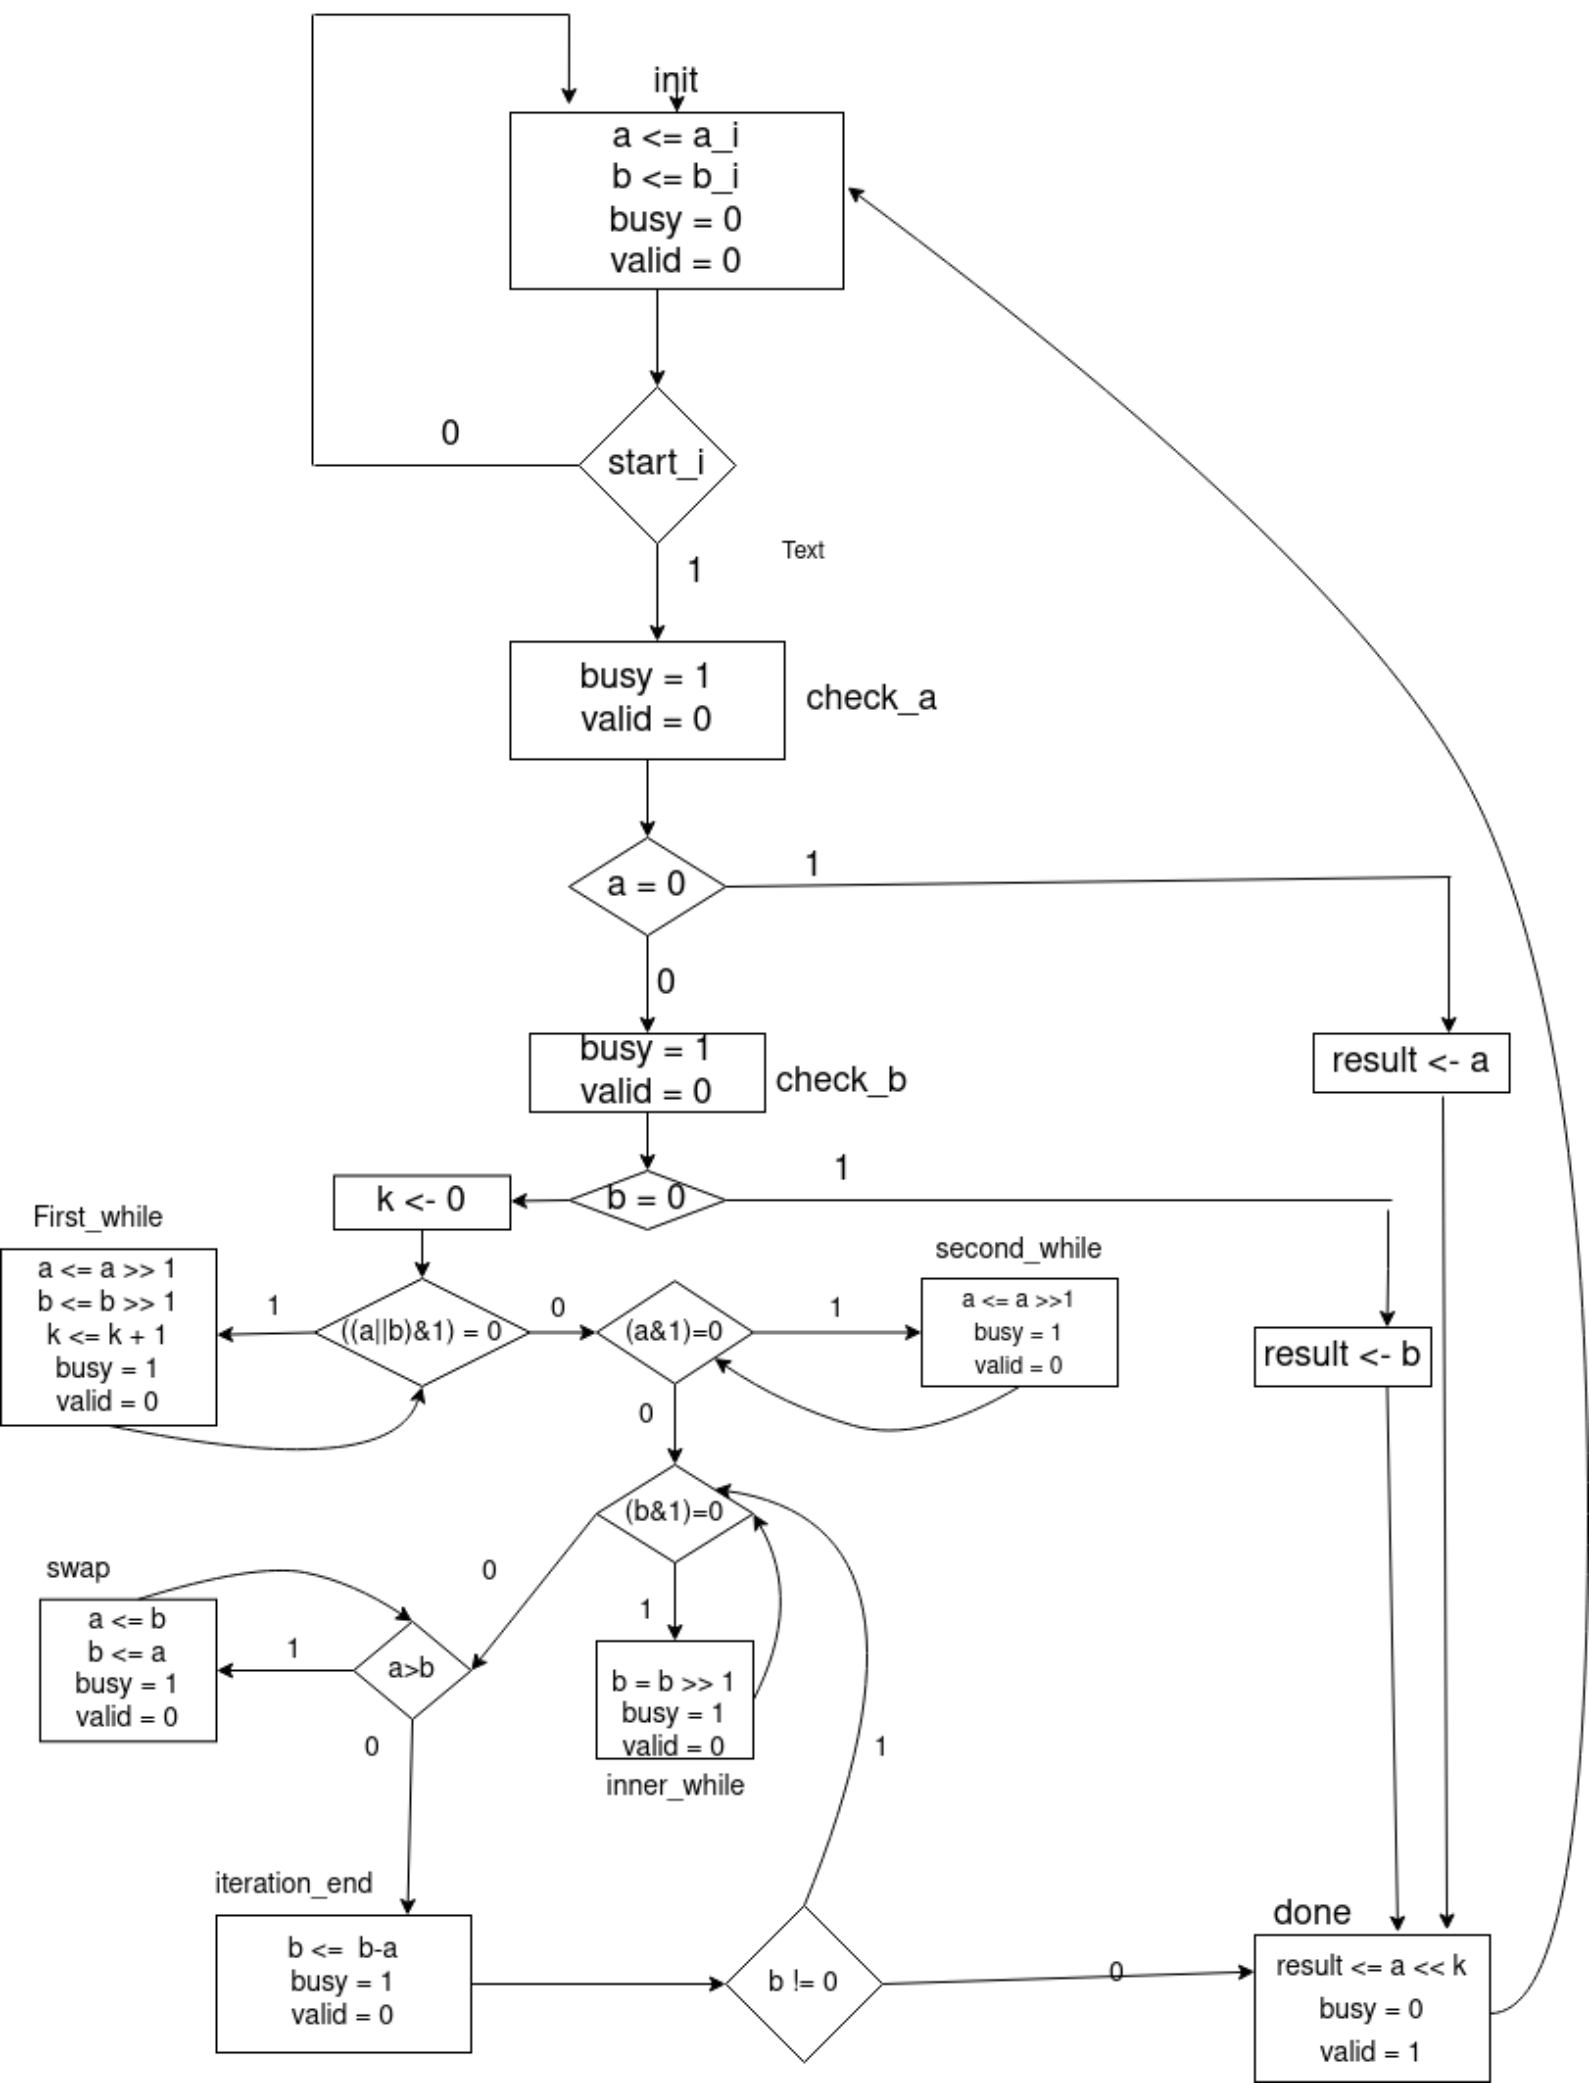 init
a <= a_i
b <= b_i
busy = 0
valid = 0
0
start_i
1
Text
busy = 1
valid = 0
check_a
a = 0
1
0
busy = 1
valid = 0
check_b
result <- a
k <- 0
b = 0
1
First_while
a <= a >> 1
b <= b >> 1
k <= k + 1
busy = 1
valid = 0
1
((a||b)&1) = 0
0
(a&1)=0
1
second_while
a <= a >>1
busy = 1
valid = 0
result <- b
0
(b&1)=0
0
1
swap
a <= b
b <= a
busy = 1
valid = 0
1
a>b
0
b = b >> 1
busy = 1
valid = 0
inner_while
1
iteration_end
b <=  b-a
busy = 1
valid = 0
b != 0
0
done
result <= a << k
busy = 0
valid = 1